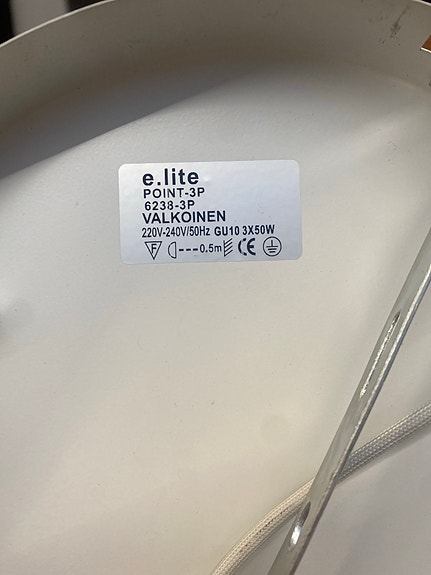 e.lite
POINT-3P
6238-3P
VALKOINEN
220V-240V/50Hz GU10 3X50W
F 0.5m CE